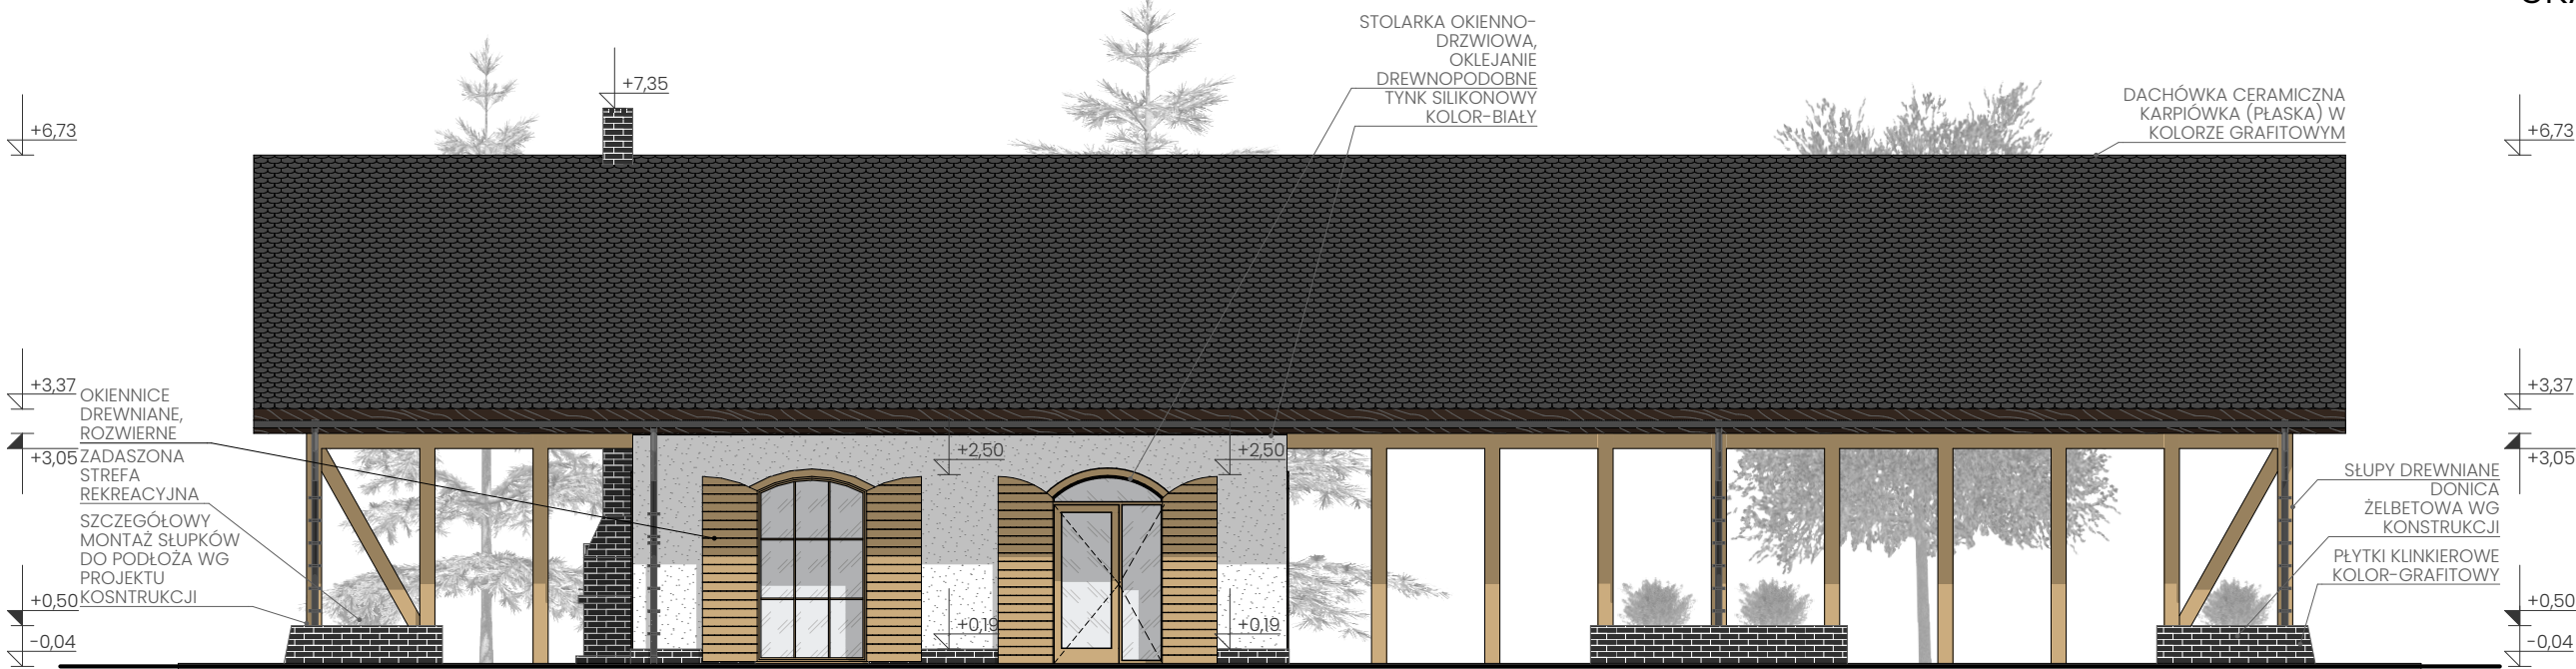 STOLARKA OKIENNO-
DRZWIOWA,
OKLEJANIE
DREWNOPODOBNE
TYNK SILIKONOWY
KOLOR-BIAŁY
+7,35
DACHÓWKA CERAMICZNA
KARPIÓWKA (PŁASKA) W
KOLORZE GRAFITOWYM
+6,73
+6,73
+3,37
+3,37
OKIENNICE
DREWNIANE,
ROZWIERNE
+3,05
ZADASZONA
STREFA
REKREACYJNA
SZCZEGÓŁOWY
MONTAŻ SŁUPKÓW
DO PODŁOŻA WG
PROJEKTU
KOSNTRUKCJI
+0,50
-0,04
+2,50
+2,50
+0,19
+0,19
+3,05
SŁUPY DREWNIANE
DONICA
ŻELBETOWA WG
KONSTRUKCJI
PŁYTKI KLINKIEROWE
KOLOR-GRAFITOWY
+0,50
-0,04